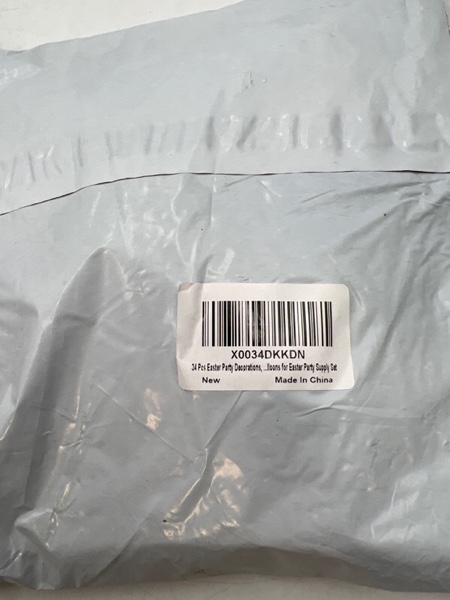 X0034DKKDN
34 Pcs Easter Party Decorations, ...lloons for Easter Party Supply Set
New Made In China